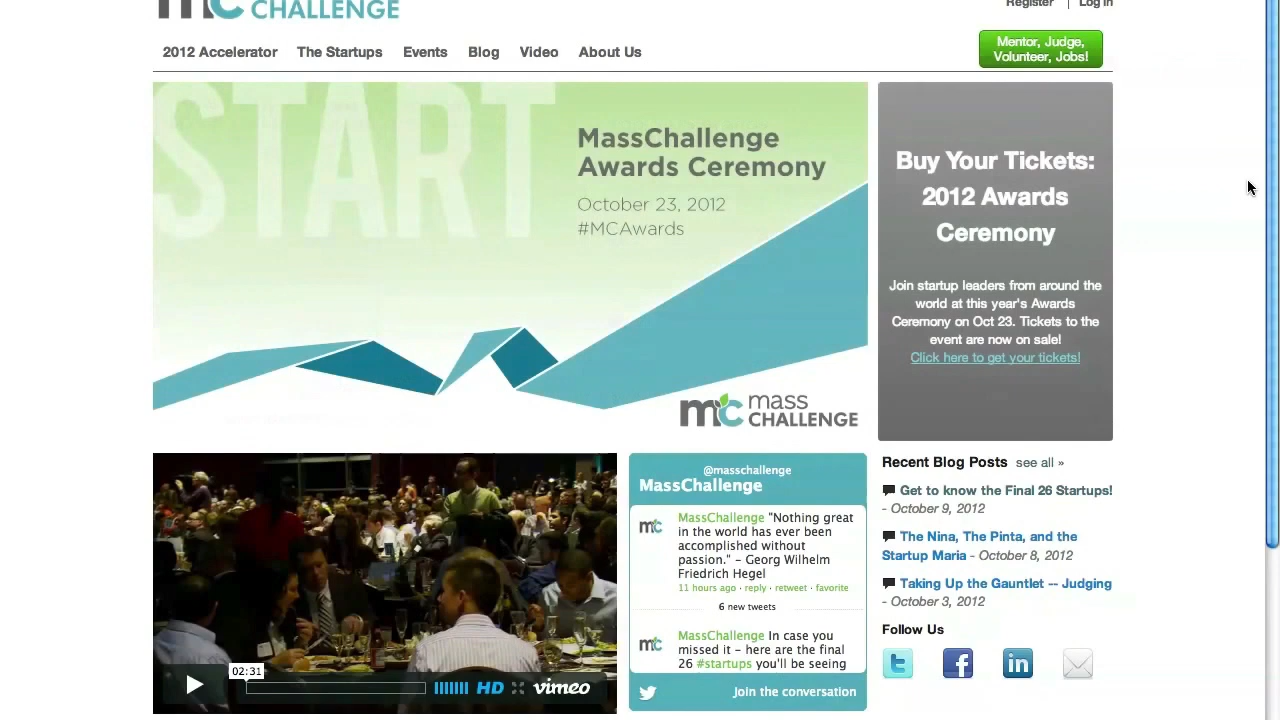 mc CHALLENGE
Register | Log in
2012 Accelerator The Startups Events Blog Video About Us
Mentor, Judge,
Volunteer, Jobs!
START
MassChallenge
Awards Ceremony
October 23, 2012
#MCAwards
mc mass
CHALLENGE
Buy Your Tickets:
2012 Awards
Ceremony
Join startup leaders from around the
world at this year's Awards
Ceremony on Oct 23. Tickets to the
event are now on sale!
Click here to get your tickets!
02:31
HD vimeo
@masschallenge
MassChallenge
mc MassChallenge "Nothing great
in the world has ever been
accomplished without
passion." – Georg Wilhelm
Friedrich Hegel
11 hours ago · reply · retweet · favorite
6 new tweets
mc MassChallenge In case you
missed it – here are the final
26 #startups you'll be seeing
Join the conversation
Recent Blog Posts see all »
Get to know the Final 26 Startups!
- October 9, 2012
The Nina, The Pinta, and the
Startup Maria - October 8, 2012
Taking Up the Gauntlet -- Judging
- October 3, 2012
Follow Us
t f in